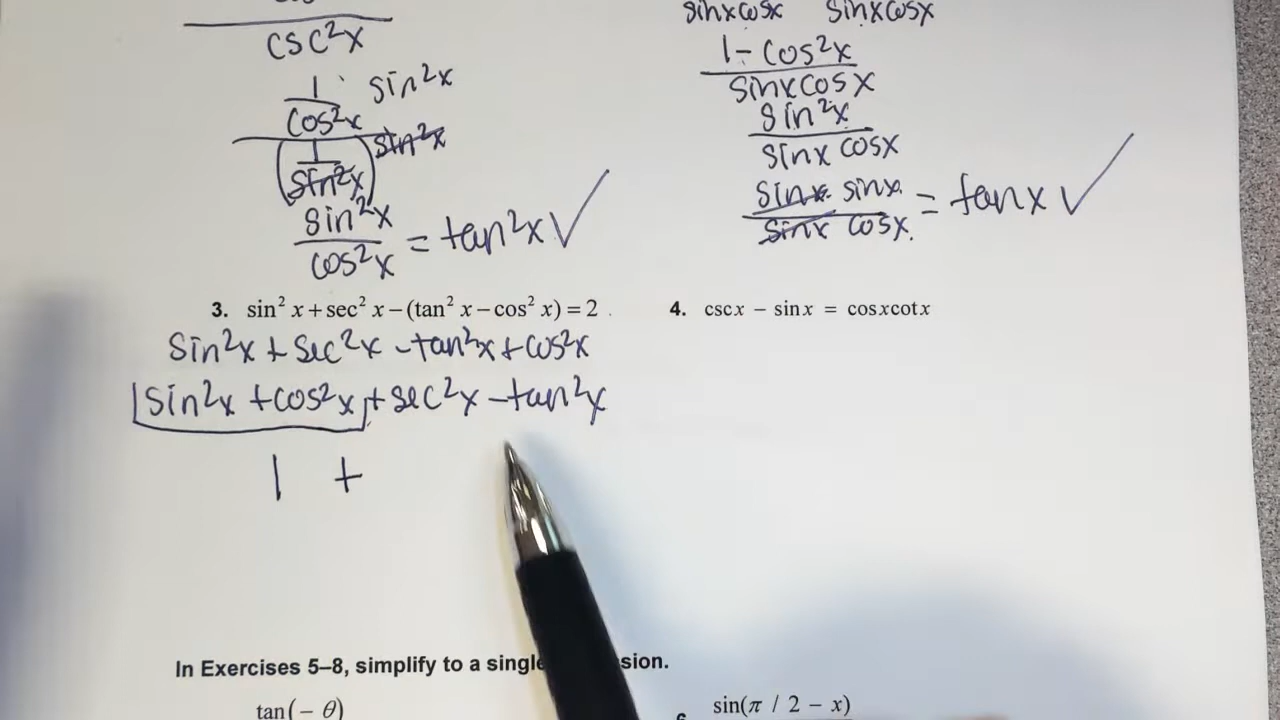 csc²x
1 sin²x
cos²x
1 sin²x
sin²x
sin²x
cos²x = tan²x ✓
sinxcosx sinxcosx
1 - cos²x
sinxcosx
sin²x
sinx cosx
sinx sinx
sinx cosx = tanx ✓
3. sin² x + sec² x − (tan² x − cos² x) = 2
sin²x + sec²x - tan²x + cos²x
sin²x + cos²x + sec²x - tan²x
1 +
4. cscx − sinx = cosxcotx
In Exercises 5–8, simplify to a single sion.
tan(− θ)
sin(π / 2 − x)